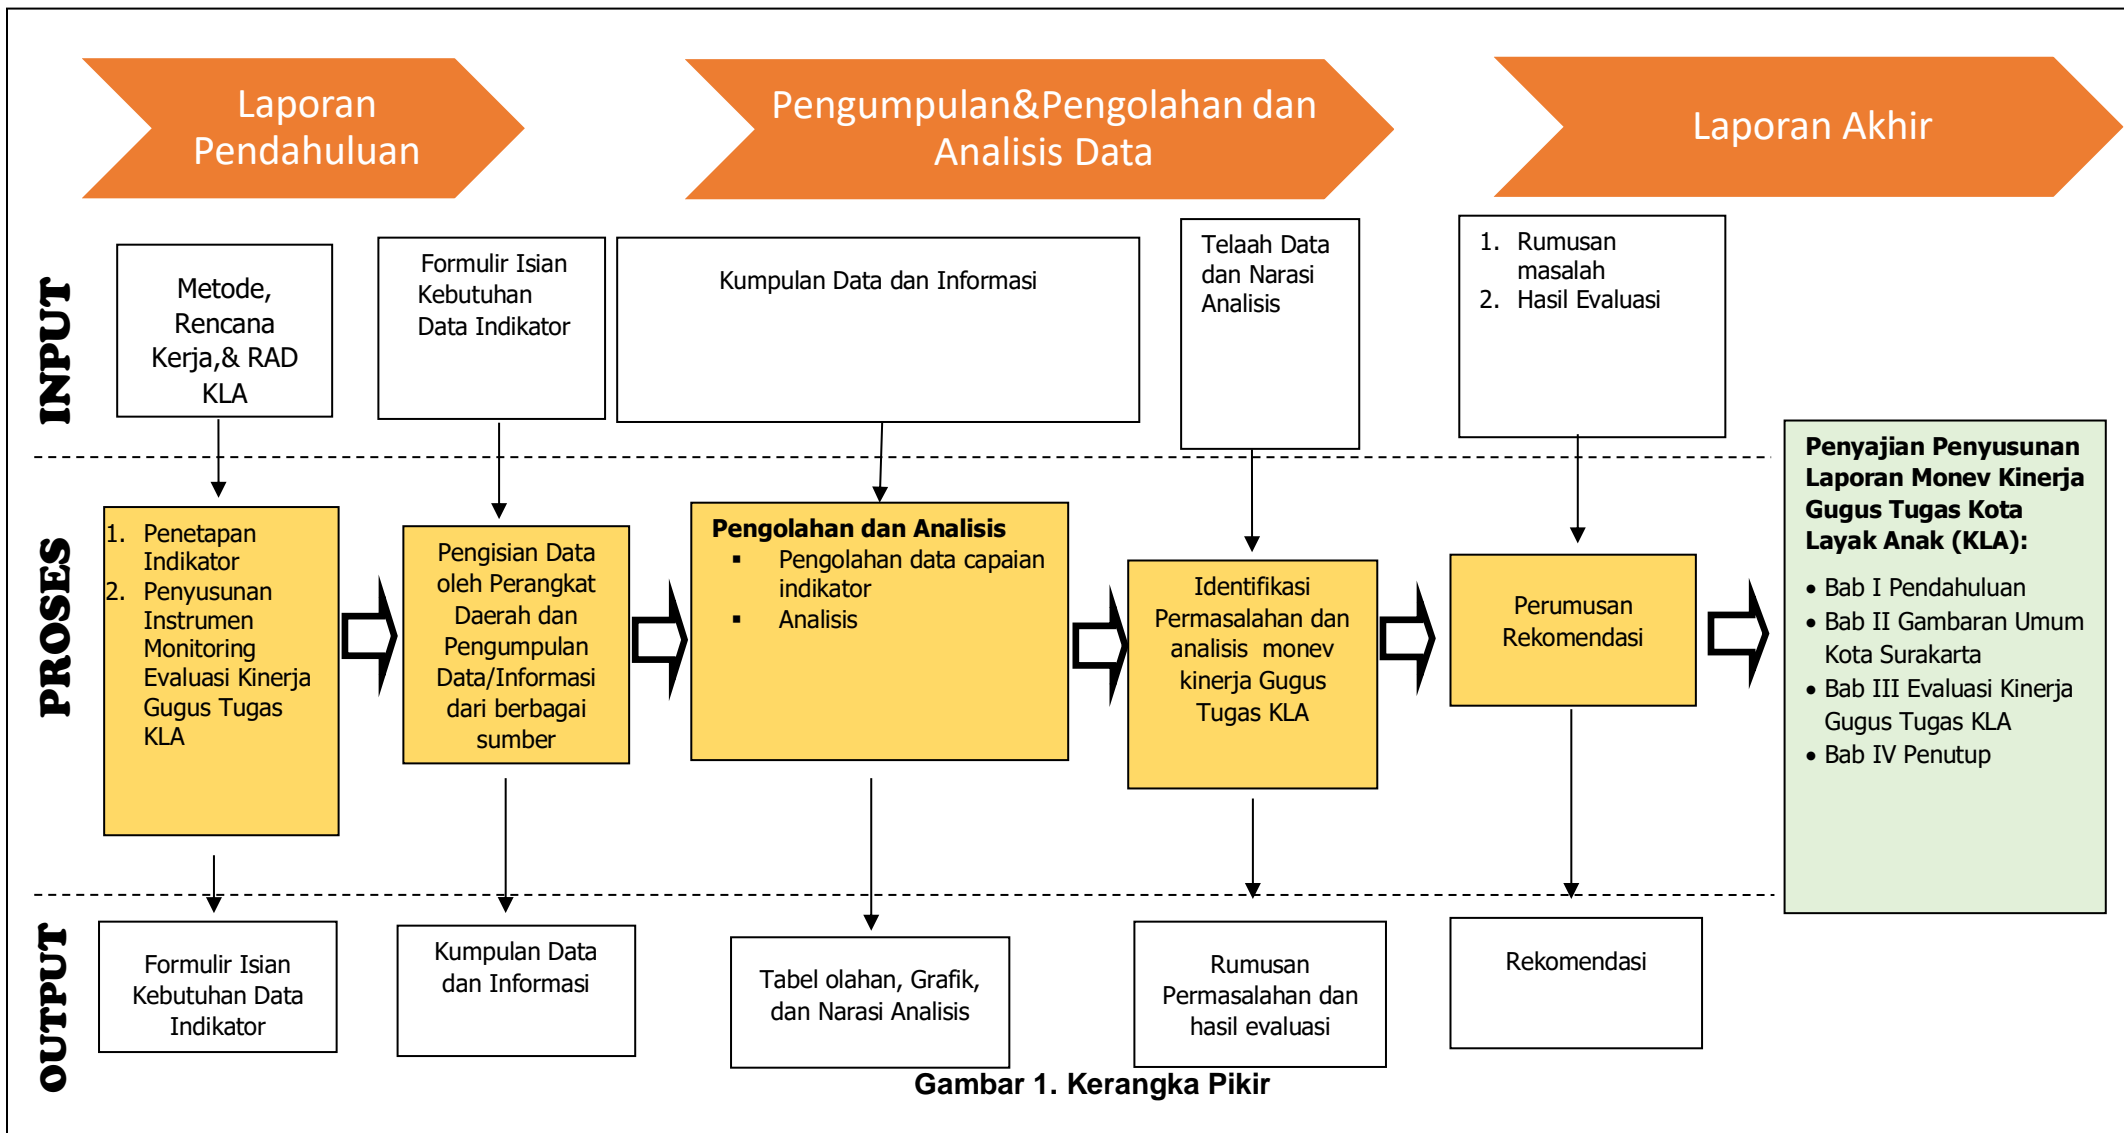 Laporan
Pendahuluan
Pengumpulan&Pengolahan dan
Analisis Data
Laporan Akhir
INPUT
Metode,
Rencana
Kerja,& RAD
KLA
Formulir Isian
Kebutuhan
Data Indikator
Kumpulan Data dan Informasi
Telaah Data
dan Narasi
Analisis
1. Rumusan
masalah
2. Hasil Evaluasi
PROSES
1. Penetapan
Indikator
2. Penyusunan
Instrumen
Monitoring
Evaluasi Kinerja
Gugus Tugas
KLA
Pengisian Data
oleh Perangkat
Daerah dan
Pengumpulan
Data/Informasi
dari berbagai
sumber
Pengolahan dan Analisis
▪ Pengolahan data capaian
indikator
▪ Analisis
Identifikasi
Permasalahan dan
analisis monev
kinerja Gugus
Tugas KLA
Perumusan
Rekomendasi
Penyajian Penyusunan
Laporan Monev Kinerja
Gugus Tugas Kota
Layak Anak (KLA):
• Bab I Pendahuluan
• Bab II Gambaran Umum
Kota Surakarta
• Bab III Evaluasi Kinerja
Gugus Tugas KLA
• Bab IV Penutup
OUTPUT
Formulir Isian
Kebutuhan Data
Indikator
Kumpulan Data
dan Informasi
Tabel olahan, Grafik,
dan Narasi Analisis
Rumusan
Permasalahan dan
hasil evaluasi
Rekomendasi
Gambar 1. Kerangka Pikir